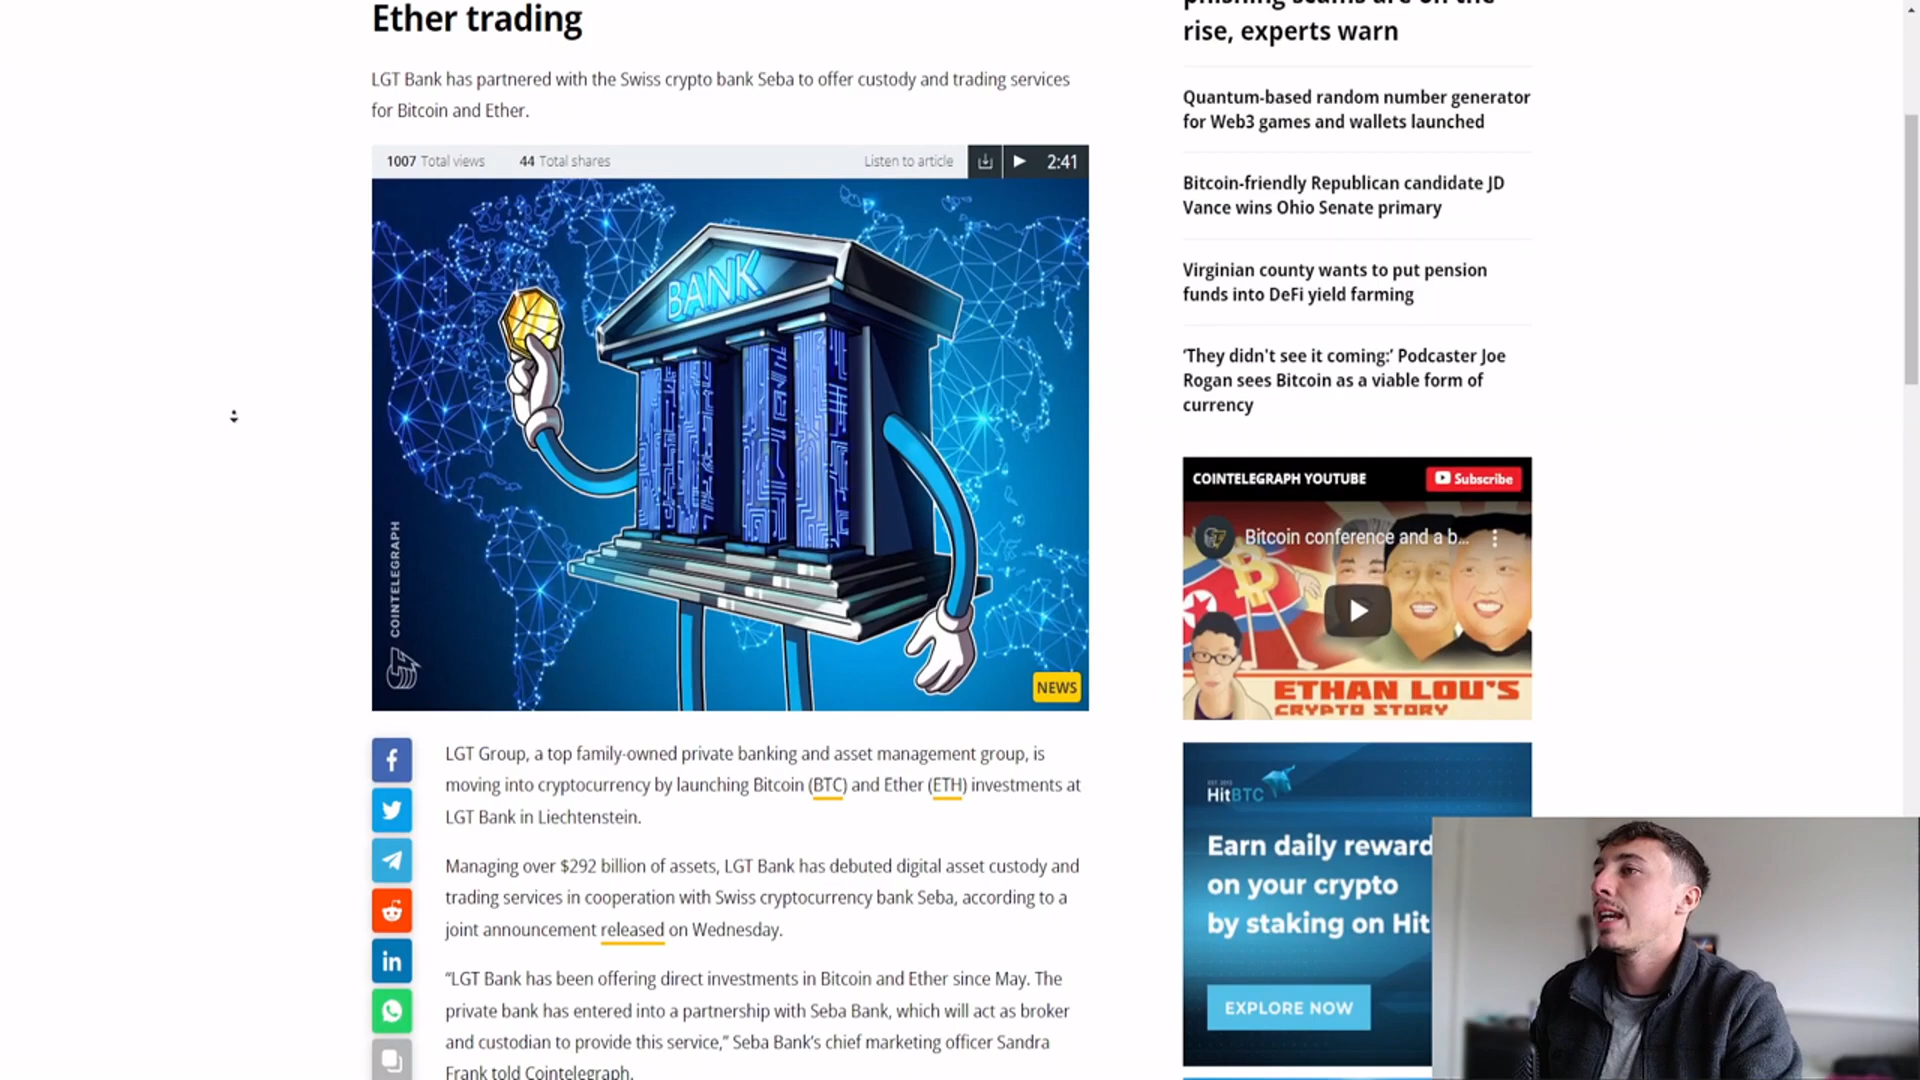 Ether trading
LGT Bank has partnered with the Swiss crypto bank Seba to offer custody and trading services
for Bitcoin and Ether.
1007 Total views
44 Total shares
Listen to article
2:41
BANK
COINTELEGRAPH
NEWS
LGT Group, a top family-owned private banking and asset management group, is
moving into cryptocurrency by launching Bitcoin (BTC) and Ether (ETH) investments at
LGT Bank in Liechtenstein.
Managing over $292 billion of assets, LGT Bank has debuted digital asset custody and
trading services in cooperation with Swiss cryptocurrency bank Seba, according to a
joint announcement released on Wednesday.
“LGT Bank has been offering direct investments in Bitcoin and Ether since May. The
private bank has entered into a partnership with Seba Bank, which will act as broker
and custodian to provide this service,” Seba Bank’s chief marketing officer Sandra
Frank told Cointelegraph.
phishing scams are on the
rise, experts warn
Quantum-based random number generator
for Web3 games and wallets launched
Bitcoin-friendly Republican candidate JD
Vance wins Ohio Senate primary
Virginian county wants to put pension
funds into DeFi yield farming
‘They didn't see it coming:’ Podcaster Joe
Rogan sees Bitcoin as a viable form of
currency
COINTELEGRAPH YOUTUBE
Subscribe
Bitcoin conference and a b...
ETHAN LOU'S
CRYPTO STORY
HitBTC
Earn daily reward
on your crypto
by staking on Hit
EXPLORE NOW